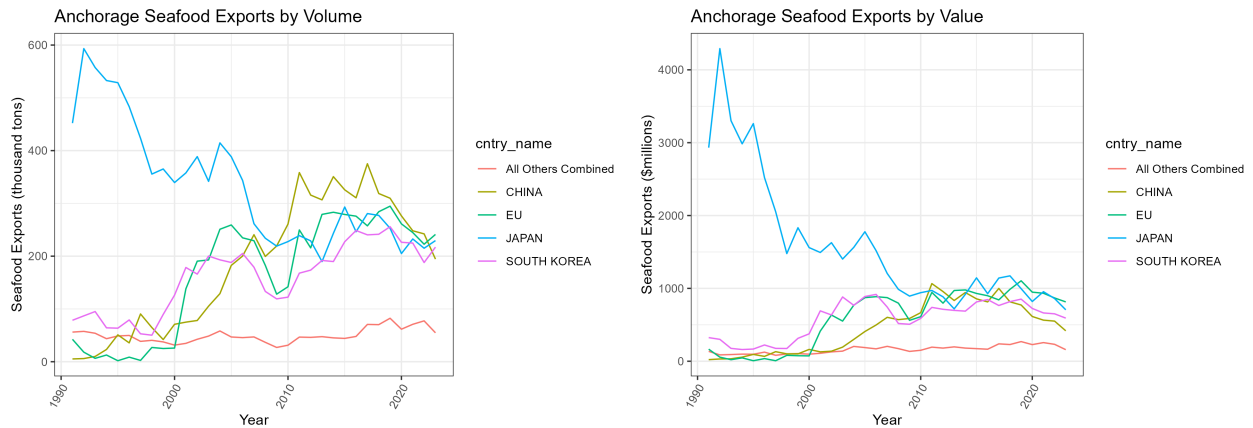 Anchorage Seafood Exports by Volume
Seafood Exports (thousand tons)
600
400
200
0
1990
2000
2010
2020
Year
cntry_name
All Others Combined
CHINA
EU
JAPAN
SOUTH KOREA
Anchorage Seafood Exports by Value
Seafood Exports ($millions)
4000
3000
2000
1000
0
1990
2000
2010
2020
Year
cntry_name
All Others Combined
CHINA
EU
JAPAN
SOUTH KOREA